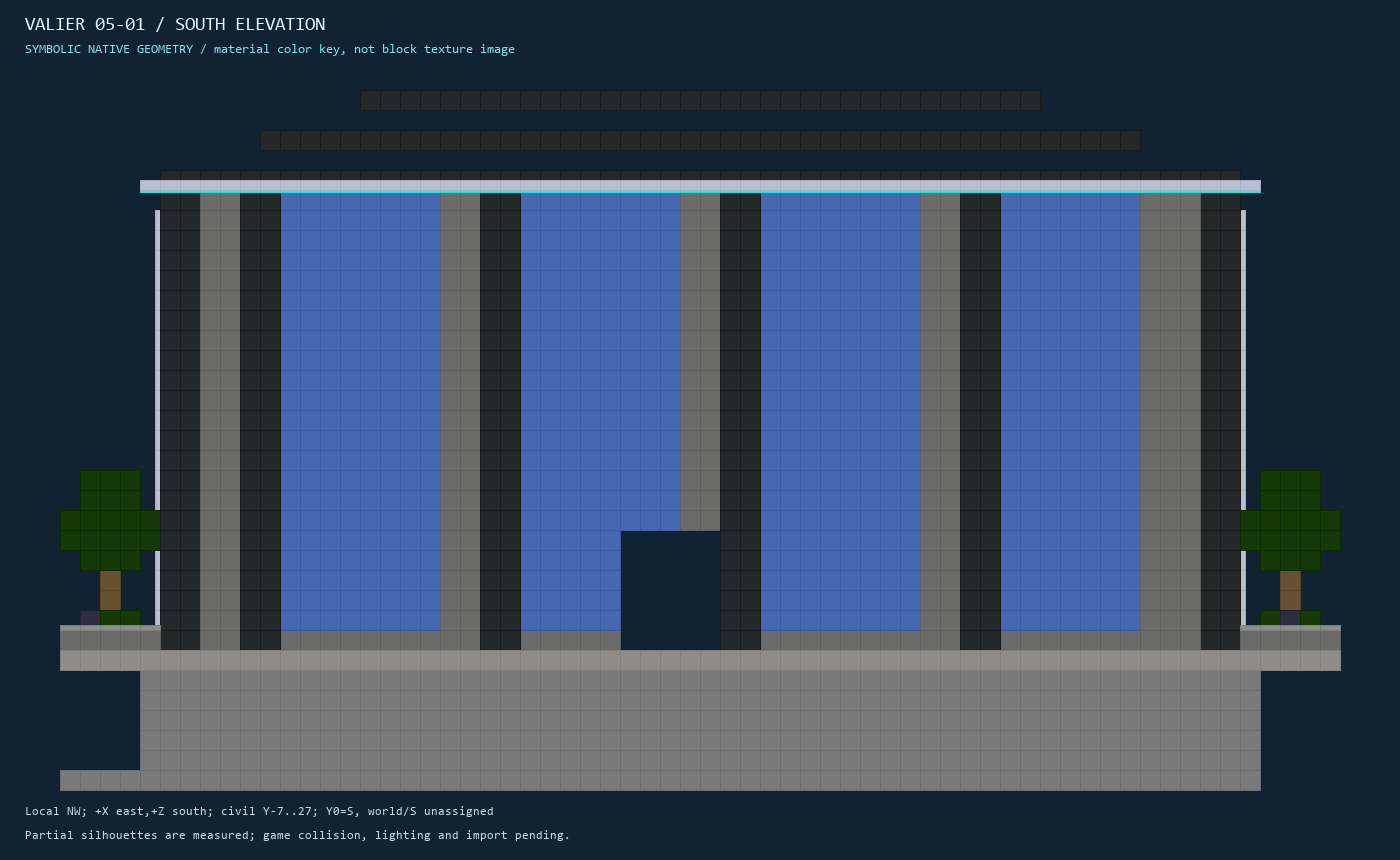 VALIER 05-01 / SOUTH ELEVATION
SYMBOLIC NATIVE GEOMETRY / material color key, not block texture image
Local NW; +X east,+Z south; civil Y-7..27; Y0=S, world/S unassigned
Partial silhouettes are measured; game collision, lighting and import pending.